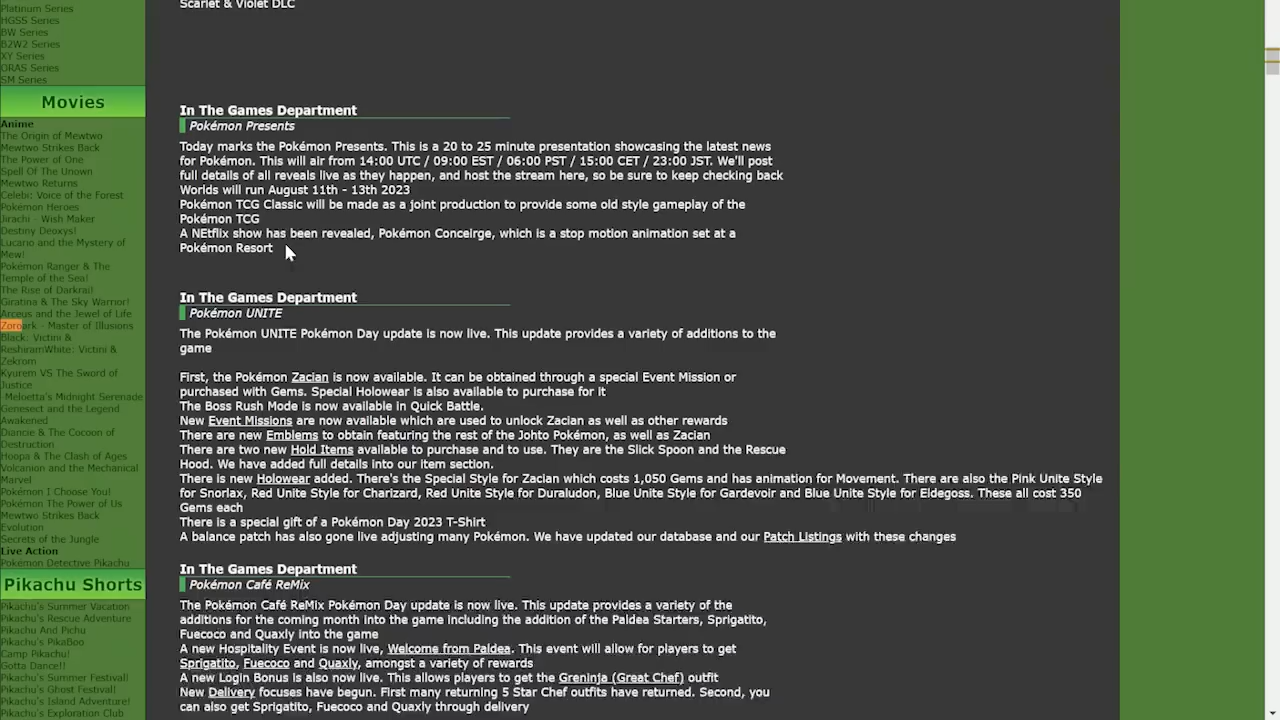 Platinum Series
HGSS Series
BW Series
B2W2 Series
XY Series
ORAS Series
SM Series
Movies
Anime
The Origin of Mewtwo
Mewtwo Strikes Back
The Power of One
Spell Of The Unown
Mewtwo Returns
Celebi: Voice of the Forest
Pokémon Heroes
Jirachi - Wish Maker
Destiny Deoxys!
Lucario and the Mystery of
Mew!
Pokémon Ranger & The
Temple of the Sea!
The Rise of Darkrai!
Giratina & The Sky Warrior!
Arceus and the Jewel of Life
Zoroark - Master of Illusions
Black: Victini &
ReshiramWhite: Victini &
Zekrom
Kyurem VS The Sword of
Justice
Meloetta's Midnight Serenade
Genesect and the Legend
Awakened
Diancie & The Cocoon of
Destruction
Hoopa & The Clash of Ages
Volcanion and the Mechanical
Marvel
Pokémon I Choose You!
Pokémon The Power of Us
Mewtwo Strikes Back
Evolution
Secrets of the Jungle
Live Action
Pokémon Detective Pikachu
Pikachu Shorts
Pikachu's Summer Vacation
Pikachu's Rescue Adventure
Pikachu And Pichu
Pikachu's PikaBoo
Camp Pikachu!
Gotta Dance!!
Pikachu's Summer Festival!
Pikachu's Ghost Festival!
Pikachu's Island Adventure!
Pikachu's Exploration Club
Scarlet & Violet DLC
In The Games Department
Pokémon Presents
Today marks the Pokémon Presents. This is a 20 to 25 minute presentation showcasing the latest news
for Pokémon. This will air from 14:00 UTC / 09:00 EST / 06:00 PST / 15:00 CET / 23:00 JST. We'll post
full details of all reveals live as they happen, and host the stream here, so be sure to keep checking back
Worlds will run August 11th - 13th 2023
Pokémon TCG Classic will be made as a joint production to provide some old style gameplay of the
Pokémon TCG
A NEtflix show has been revealed, Pokémon Conceirge, which is a stop motion animation set at a
Pokémon Resort
In The Games Department
Pokémon UNITE
The Pokémon UNITE Pokémon Day update is now live. This update provides a variety of additions to the
game
First, the Pokémon Zacian is now available. It can be obtained through a special Event Mission or
purchased with Gems. Special Holowear is also available to purchase for it
The Boss Rush Mode is now available in Quick Battle.
New Event Missions are now available which are used to unlock Zacian as well as other rewards
There are new Emblems to obtain featuring the rest of the Johto Pokémon, as well as Zacian
There are two new Hold Items available to purchase and to use. They are the Slick Spoon and the Rescue
Hood. We have added full details into our item section.
There is new Holowear added. There's the Special Style for Zacian which costs 1,050 Gems and has animation for Movement. There are also the Pink Unite Style
for Snorlax, Red Unite Style for Charizard, Red Unite Style for Duraludon, Blue Unite Style for Gardevoir and Blue Unite Style for Eldegoss. These all cost 350
Gems each
There is a special gift of a Pokémon Day 2023 T-Shirt
A balance patch has also gone live adjusting many Pokémon. We have updated our database and our Patch Listings with these changes
In The Games Department
Pokémon Café ReMix
The Pokémon Café ReMix Pokémon Day update is now live. This update provides a variety of the
additions for the coming month into the game including the addition of the Paldea Starters, Sprigatito,
Fuecoco and Quaxly into the game
A new Hospitality Event is now live, Welcome from Paldea. This event will allow for players to get
Sprigatito, Fuecoco and Quaxly, amongst a variety of rewards
A new Login Bonus is also now live. This allows players to get the Greninja (Great Chef) outfit
New Delivery focuses have begun. First many returning 5 Star Chef outfits have returned. Second, you
can also get Sprigatito, Fuecoco and Quaxly through delivery